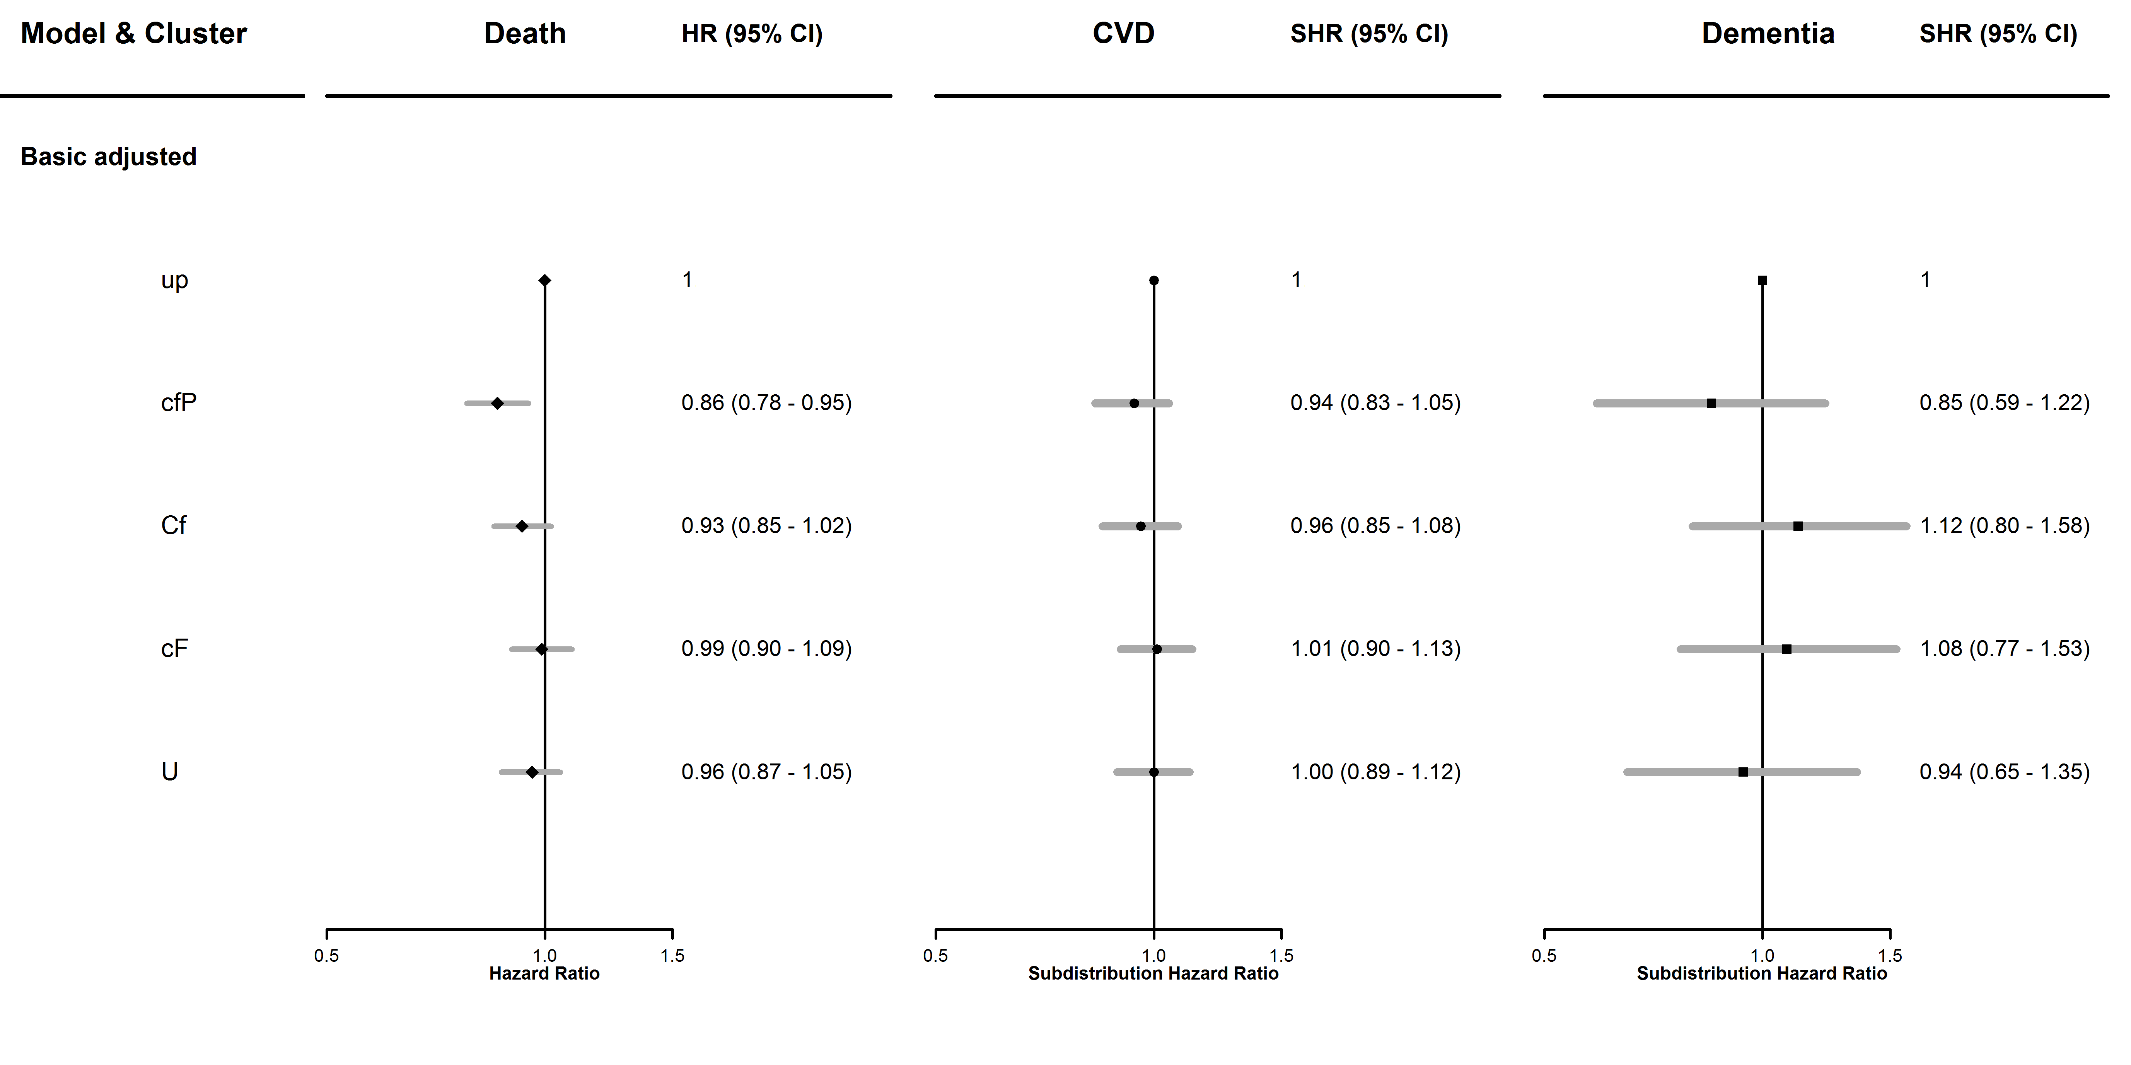 Model & Cluster Death HR (95% CI) CVD SHR (95% CI) Dementia SHR (95% CI)
Basic adjusted
up 1 1 1
cfP 0.86 (0.78 - 0.95) 0.94 (0.83 - 1.05) 0.85 (0.59 - 1.22)
Cf 0.93 (0.85 - 1.02) 0.96 (0.85 - 1.08) 1.12 (0.80 - 1.58)
cF 0.99 (0.90 - 1.09) 1.01 (0.90 - 1.13) 1.08 (0.77 - 1.53)
U 0.96 (0.87 - 1.05) 1.00 (0.89 - 1.12) 0.94 (0.65 - 1.35)
0.5 1.0 1.5 0.5 1.0 1.5 0.5 1.0 1.5
Hazard Ratio Subdistribution Hazard Ratio Subdistribution Hazard Ratio